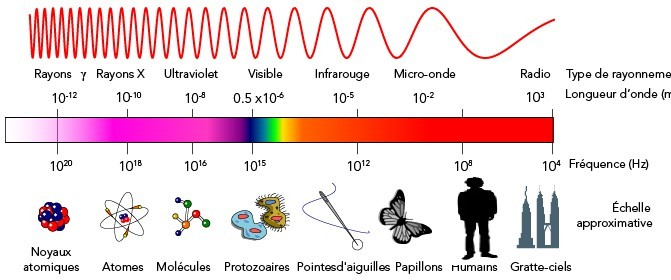 Rayons γ Rayons X Ultraviolet Visible Infrarouge Micro-onde Radio Type de rayonneme
Longueur d'onde (m
10-12 10-10 10-8 0.5 x10-6 10-5 10-2 10³
10²⁰ 10¹⁸ 10¹⁶ 10¹⁵ 10¹² 10⁸ 10⁴ Fréquence (Hz)
Échelle
approximative
Noyaux
atomiques Atomes Molécules Protozoaires Pointesd'aiguilles Papillons Humains Gratte-ciels